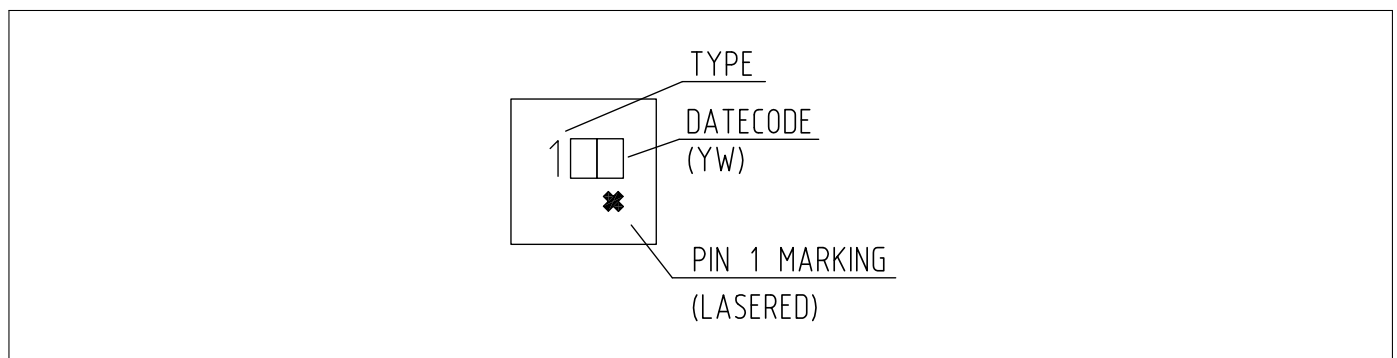 TYPE
DATECODE
(YW)
1
PIN 1 MARKING
(LASERED)